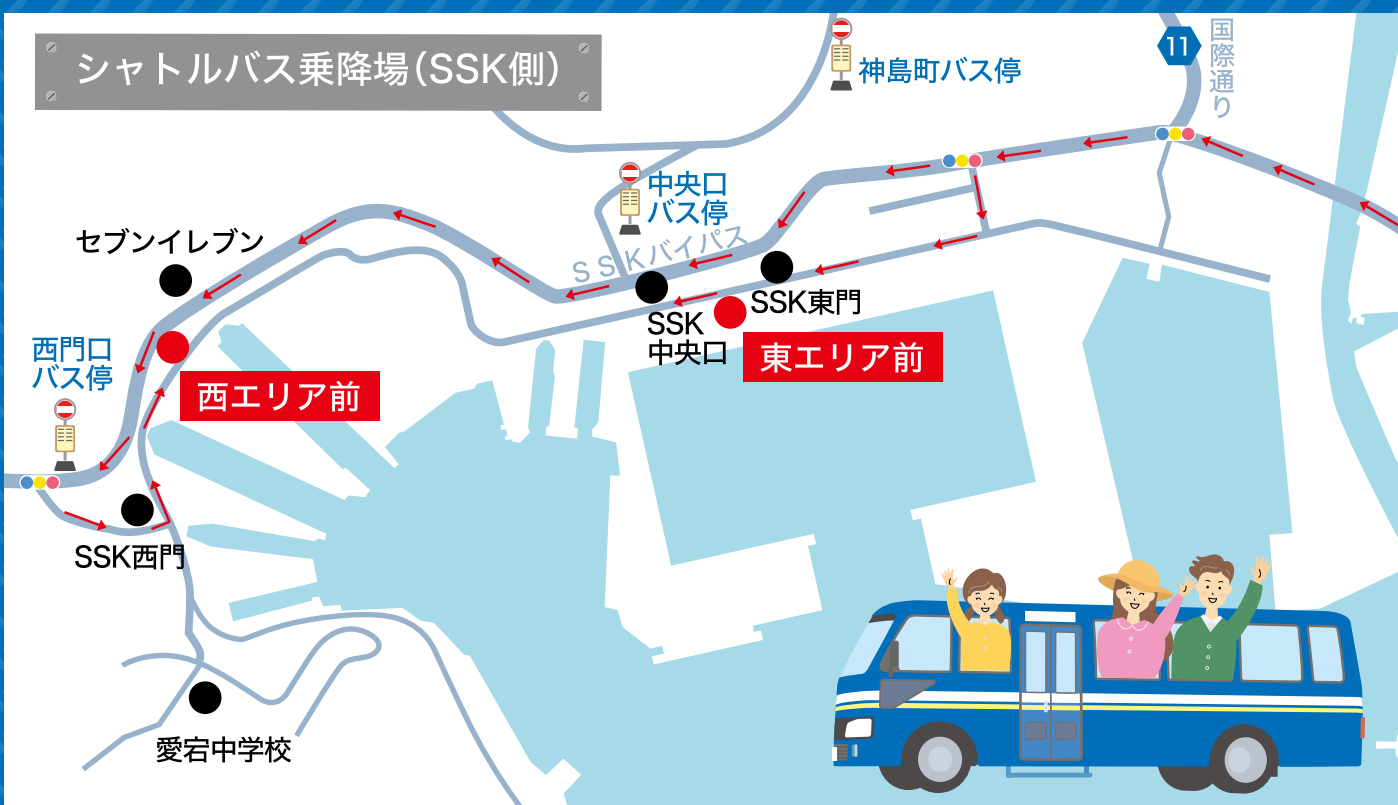 シャトルバス乗降場（SSK側）
神島町バス停
11
国際通り
中央口
バス停
SSKバイパス
セブンイレブン
SSK東門
SSK
中央口
東エリア前
西門口
バス停
西エリア前
SSK西門
愛宕中学校